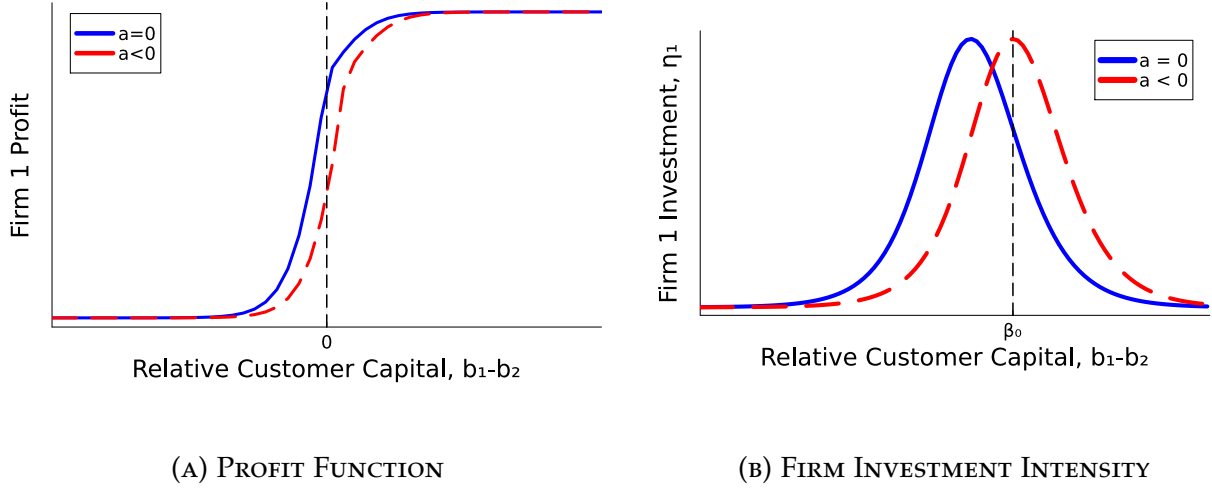 a=0
a<0
Firm 1 Profit
0
Relative Customer Capital, b₁-b₂
(A) PROFIT FUNCTION
a = 0
a < 0
Firm 1 Investment, η₁
β₀
Relative Customer Capital, b₁-b₂
(B) FIRM INVESTMENT INTENSITY